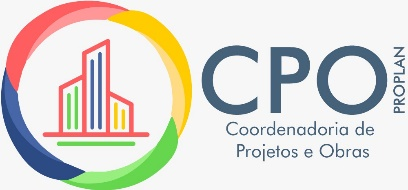 CPO
PROPLAN
Coordenadoria de
Projetos e Obras